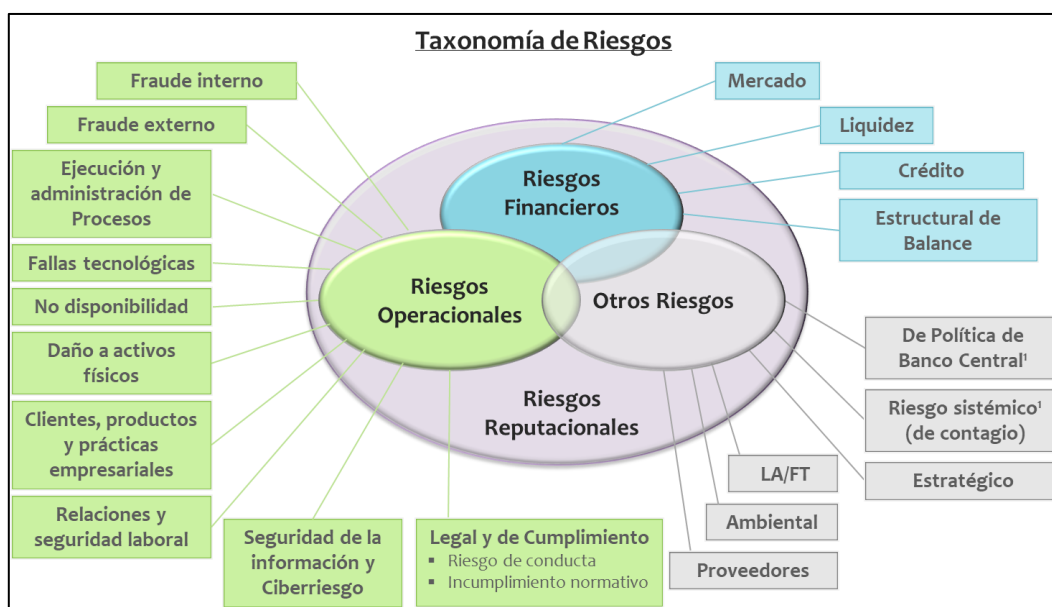 Taxonomía de Riesgos
Fraude interno
Fraude externo
Ejecución y
administración de
Procesos
Fallas tecnológicas
No disponibilidad
Daño a activos
físicos
Clientes, productos
y prácticas
empresariales
Relaciones y
seguridad laboral
Seguridad de la
información y
Ciberriesgo
Legal y de Cumplimiento
▪ Riesgo de conducta
▪ Incumplimiento normativo
Riesgos
Financieros
Riesgos
Operacionales
Otros Riesgos
Riesgos
Reputacionales
Mercado
Liquidez
Crédito
Estructural de
Balance
De Política de
Banco Central¹
Riesgo sistémico¹
(de contagio)
Estratégico
LA/FT
Ambiental
Proveedores